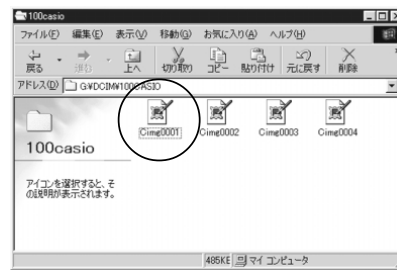 100casio
ファイル(F) 編集(E) 表示(V) 移動(G) お気に入り(A) ヘルプ(H)
戻る 進む 上へ 切り取り コピー 貼り付け 元に戻す 削除
アドレス(D) G:¥DCIM¥100CASIO
Cimg0001 Cimg0002 Cimg0003 Cimg0004
100casio
アイコンを選択すると、そ
の説明が表示されます。
485KB マイ コンピュータ